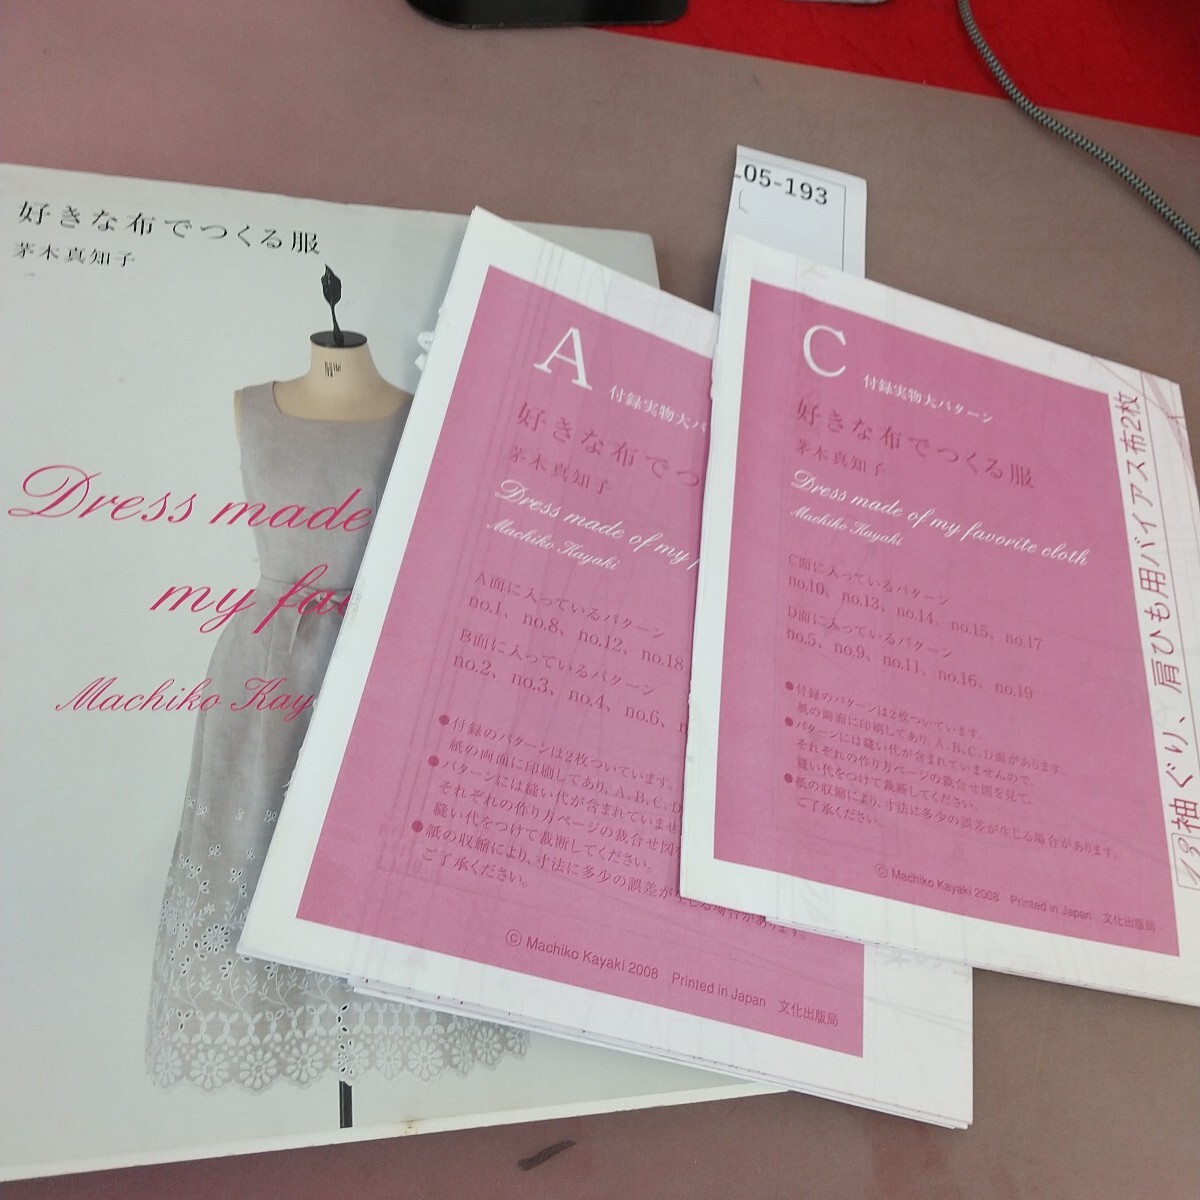 好きな布でつくる服
茅木真知子
Dress made
my fa
Machiko Kay
05-193
A
付録実物大パ
好きな布でつ
茅木真知子
Dress made of my
Machiko Kayaki
A面に入っているパターン
no.1、no.8、no.12、no.18
B面に入っているパターン
no.2、no.3、no.4、no.6、
●付録のパターンは2枚ついています。
紙の両面に印刷してあり、A、B、C、D
●パターンには縫い代が含まれていませ
それぞれの作り方ページの裁合せ図を
縫い代をつけて裁断してください。
●紙の収縮により、寸法に多少の誤差が生じる場合があります。
ご了承ください。
© Machiko Kayaki 2008 Printed in Japan 文化出版局
C
付録実物大パターン
好きな布でつくる服
茅木真知子
Dress made of my favorite cloth
Machiko Kayaki
C面に入っているパターン
no.10、no.13、no.14、no.15、no.17
D面に入っているパターン
no.5、no.9、no.11、no.16、no.19
●付録のパターンは2枚ついています。
紙の両面に印刷してあり、A、B、C、D面があります。
●パターンには縫い代が含まれていませんので、
それぞれの作り方ページの裁合せ図を見て、
縫い代をつけて裁断してください。
●紙の収縮により、寸法に多少の誤差が生じる場合があります。
ご了承ください。
© Machiko Kayaki 2008 Printed in Japan 文化出版局
19袖ぐり、肩ひも用バイアス布2枚